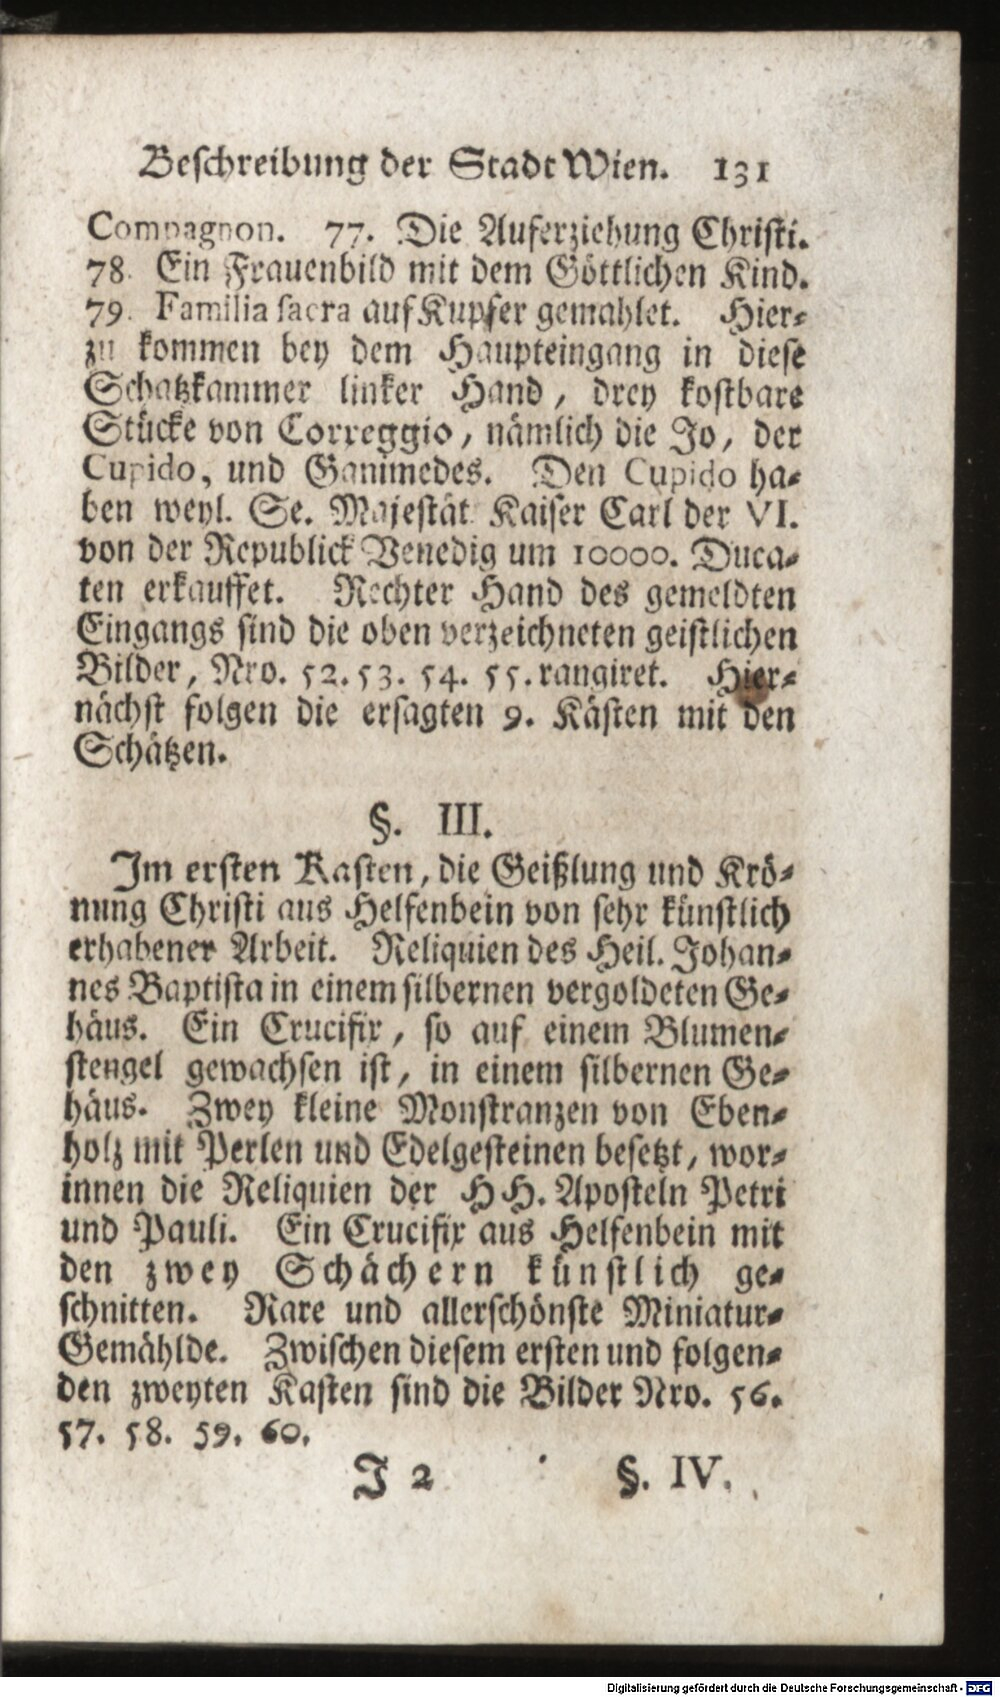 Beschreibung der Stadt Wien. 131
Compagnon. 77. Die Auferziehung Christi.
78. Ein Frauenbild mit dem Göttlichen Kind.
79. Familia sacra auf Kupfer gemahlet. Hier-
zu kommen bey dem Haupteingang in diese
Schatzkammer linker Hand, drey kostbare
Stücke von Correggio, nämlich die Jo, der
Cupido, und Ganimedes. Den Cupido ha-
ben weyl. Se. Majestät Kaiser Carl der VI.
von der Republick Venedig um 10000. Duca-
ten erkauffet. Rechter Hand des gemeldten
Eingangs sind die oben verzeichneten geistlichen
Bilder, Nro. 52. 53. 54. 55. rangiret. Hier-
nächst folgen die ersagten 9. Kästen mit den
Schätzen.
§. III.
Im ersten Kasten, die Geißlung und Krö-
nung Christi aus Helfenbein von sehr künstlich
erhabener Arbeit. Reliquien des Heil. Johan-
nes Baptista in einem silbernen vergoldeten Ge-
häus. Ein Crucifix, so auf einem Blumen-
stengel gewachsen ist, in einem silbernen Ge-
häus. Zwey kleine Monstranzen von Eben-
holz mit Perlen und Edelgesteinen besetzt, wor-
innen die Reliquien der HH. Aposteln Petri
und Pauli. Ein Crucifix aus Helfenbein mit
den zwey Schächern künstlich ge-
schnitten. Rare und allerschönste Miniatur-
Gemählde. Zwischen diesem ersten und folgen-
den zweyten Kasten sind die Bilder Nro. 56.
57. 58. 59. 60.
J 2 §. IV.
Digitalisierung gefördert durch die Deutsche Forschungsgemeinschaft - DFG